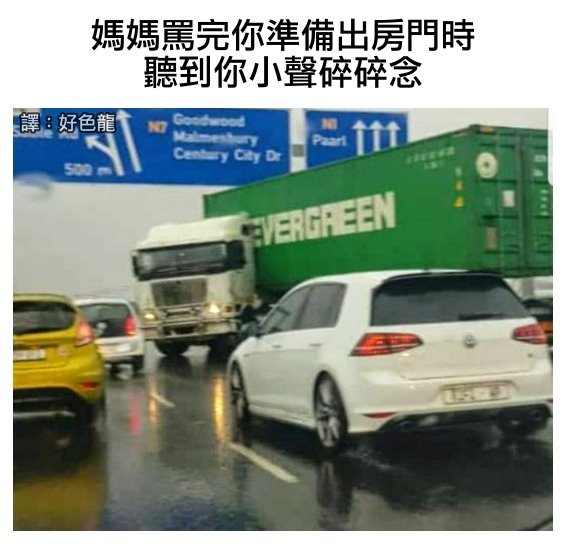 媽媽罵完你準備出房門時
聽到你小聲碎碎念
譯：好色龍
500 m
N7 Goodwood
Malmesbury
Century City Dr
N1
Paarl
EVERGREEN